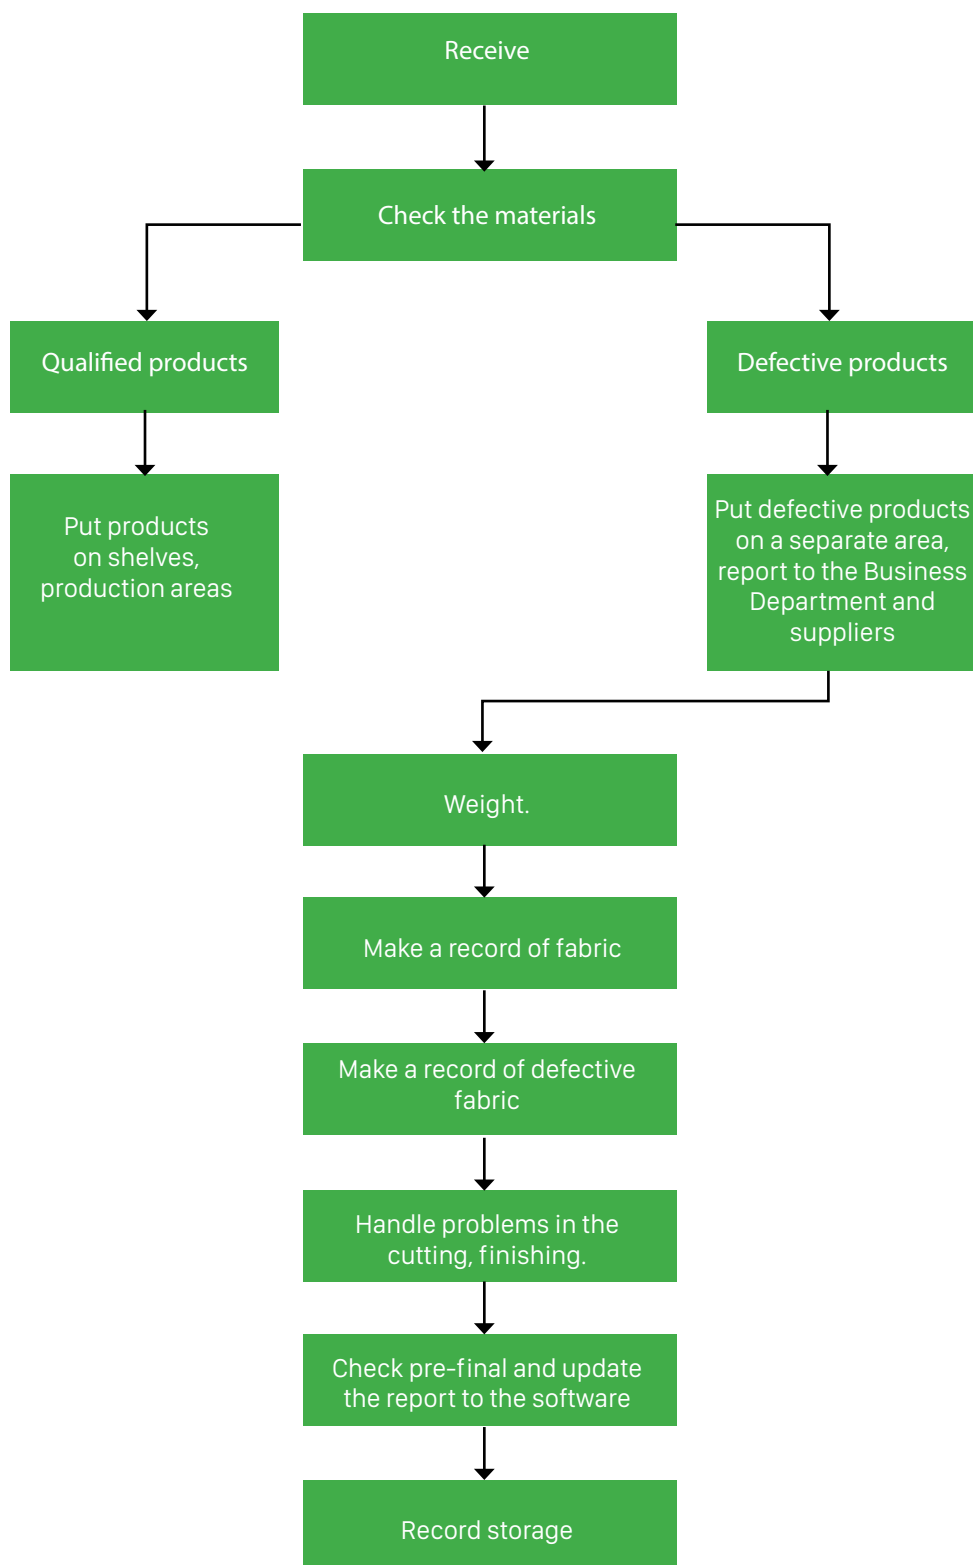 Receive
Check the materials
Qualified products
Defective products
Put products
on shelves,
production areas
Put defective products
on a separate area,
report to the Business
Department and
suppliers
Weight.
Make a record of fabric
Make a record of defective
fabric
Handle problems in the
cutting, finishing.
Check pre-final and update
the report to the software
Record storage